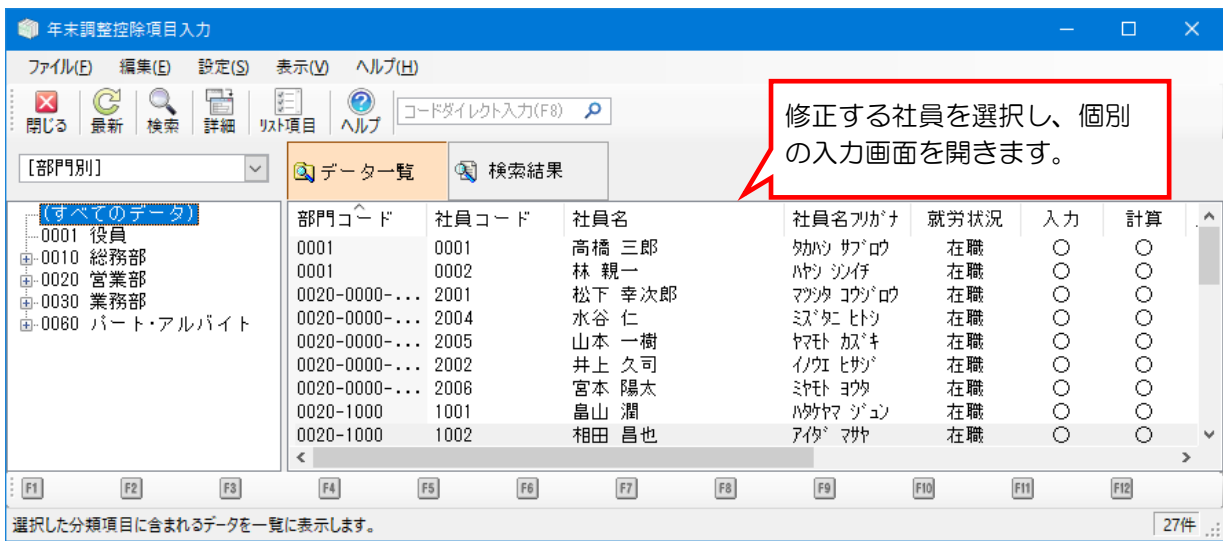 年末調整控除項目入力
ファイル(F) 編集(E) 設定(S) 表示(V) ヘルプ(H)
閉じる 最新 検索 詳細 リスト項目 ヘルプ コードダイレクト入力(F8)
修正する社員を選択し、個別
の入力画面を開きます。
[部門別] データ一覧 検索結果
(すべてのデータ)
0001 役員
0010 総務部
0020 営業部
0030 業務部
0060 パート・アルバイト
部門コード 社員コード 社員名 社員名フリガナ 就労状況 入力 計算
0001 0001 高橋 三郎 タカハシ サブロウ 在職 ○ ○
0001 0002 林 親一 ハヤシ シンイチ 在職 ○ ○
0020-0000-... 2001 松下 幸次郎 マツシタ コウジロウ 在職 ○ ○
0020-0000-... 2004 水谷 仁 ミズタニ ヒトシ 在職 ○ ○
0020-0000-... 2005 山本 一樹 ヤマモト カズキ 在職 ○ ○
0020-0000-... 2002 井上 久司 イノウエ ヒサジ 在職 ○ ○
0020-0000-... 2006 宮本 陽太 ミヤモト ヨウタ 在職 ○ ○
0020-1000 1001 畠山 潤 ハタケヤマ ジュン 在職 ○ ○
0020-1000 1002 相田 昌也 アイダ マサヤ 在職 ○ ○
F1 F2 F3 F4 F5 F6 F7 F8 F9 F10 F11 F12
選択した分類項目に含まれるデータを一覧に表示します。 27件